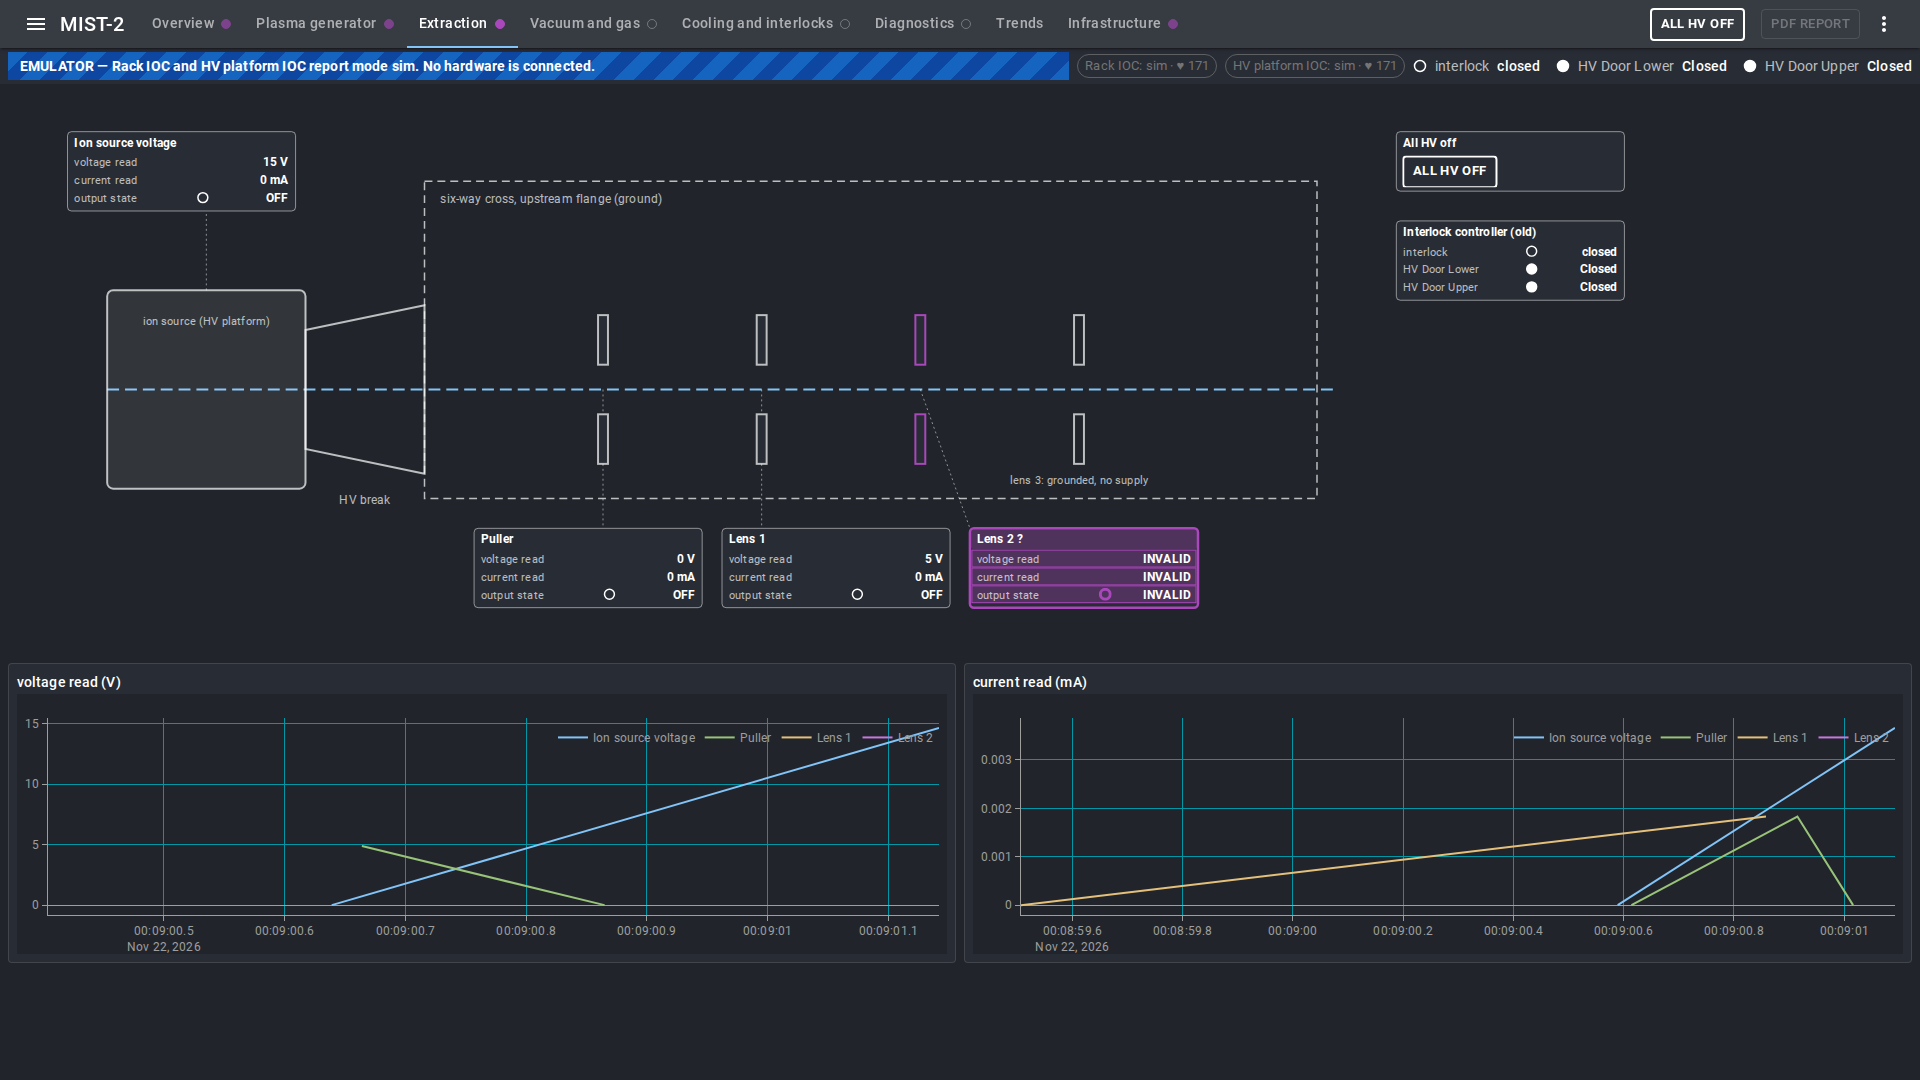 MIST-2
Overview
Plasma generator
Extraction
Vacuum and gas
Cooling and interlocks
Diagnostics
Trends
Infrastructure
ALL HV OFF
PDF REPORT
EMULATOR — Rack IOC and HV platform IOC report mode sim. No hardware is connected.
Rack IOC: sim · ♥ 171
HV platform IOC: sim · ♥ 171
interlock closed
HV Door Lower Closed
HV Door Upper Closed
Ion source voltage
voltage read 15 V
current read 0 mA
output state OFF
six-way cross, upstream flange (ground)
ion source (HV platform)
HV break
lens 3: grounded, no supply
All HV off
ALL HV OFF
Interlock controller (old)
interlock closed
HV Door Lower Closed
HV Door Upper Closed
Puller
voltage read 0 V
current read 0 mA
output state OFF
Lens 1
voltage read 5 V
current read 0 mA
output state OFF
Lens 2 ?
voltage read INVALID
current read INVALID
output state INVALID
voltage read (V)
Ion source voltage Puller Lens 1 Lens 2
15
10
5
0
00:09:00.5 00:09:00.6 00:09:00.7 00:09:00.8 00:09:00.9 00:09:01 00:09:01.1
Nov 22, 2026
current read (mA)
Ion source voltage Puller Lens 1 Lens 2
0.003
0.002
0.001
0
00:08:59.6 00:08:59.8 00:09:00 00:09:00.2 00:09:00.4 00:09:00.6 00:09:00.8 00:09:01
Nov 22, 2026